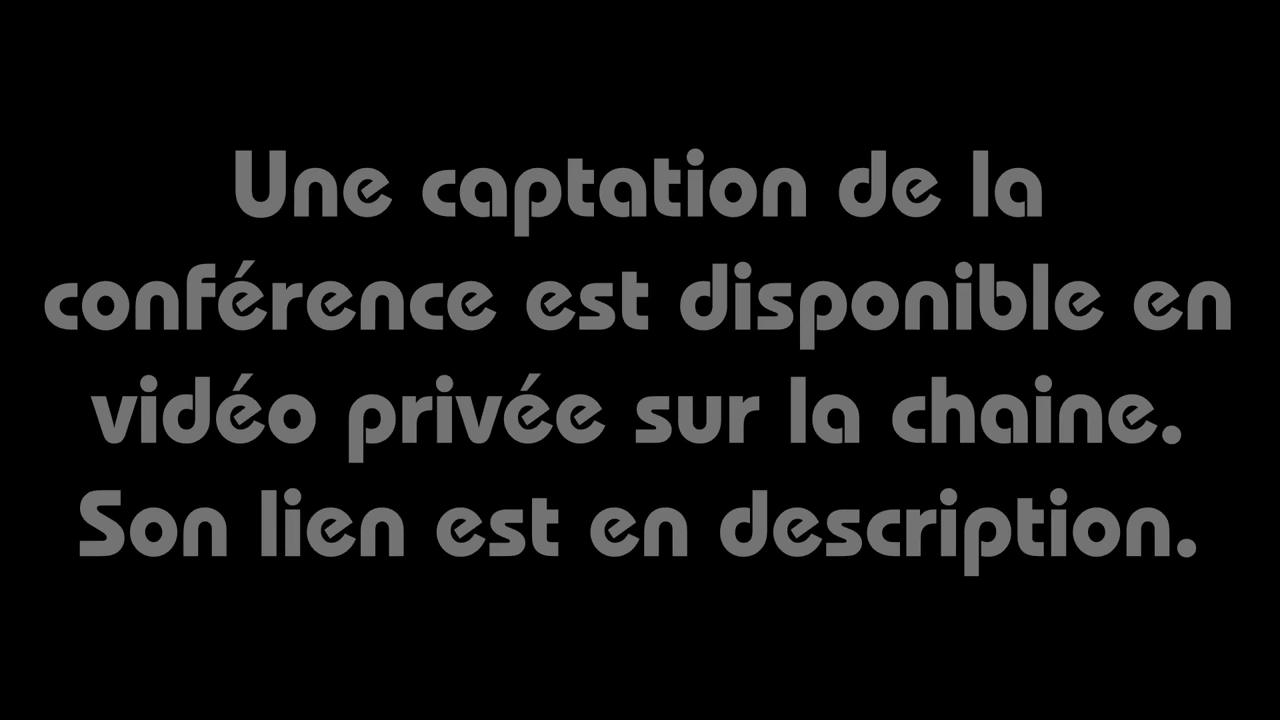 Une captation de la
conférence est disponible en
vidéo privée sur la chaine.
Son lien est en description.